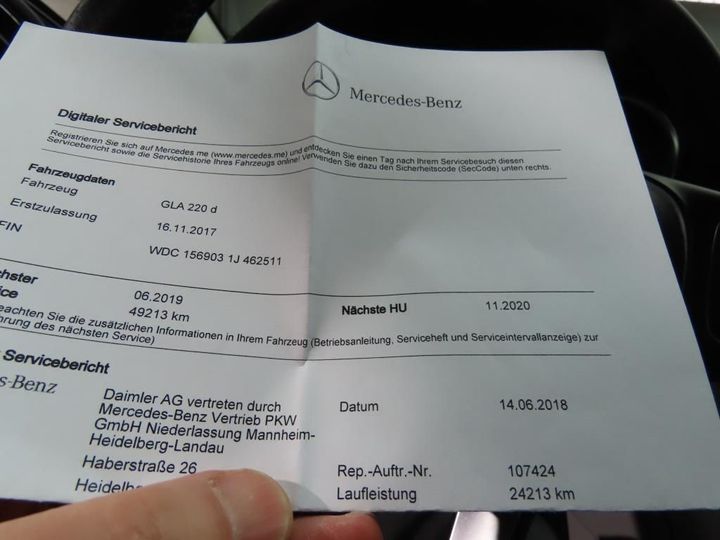 Mercedes-Benz
Digitaler Servicebericht
Registrieren Sie sich auf Mercedes me (www.mercedes.me) und entdecken Sie einen Tag nach Ihrem Servicebesuch diesen
Servicebericht sowie die Servicehistorie Ihres Fahrzeugs online! Verwenden Sie dazu den Sicherheitscode (SecCode) unten rechts.
Fahrzeugdaten
Fahrzeug GLA 220 d
Erstzulassung 16.11.2017
FIN WDC 156903 1J 462511
chster
ice 06.2019 Nächste HU 11.2020
49213 km
eachten Sie die zusätzlichen Informationen in Ihrem Fahrzeug (Betriebsanleitung, Serviceheft und Serviceintervallanzeige) zur
hrung des nächsten Service)
Servicebericht
s-Benz
Daimler AG vertreten durch Datum 14.06.2018
Mercedes-Benz Vertrieb PKW
GmbH Niederlassung Mannheim-
Heidelberg-Landau
Haberstraße 26 Rep.-Auftr.-Nr. 107424
Heidelb Laufleistung 24213 km